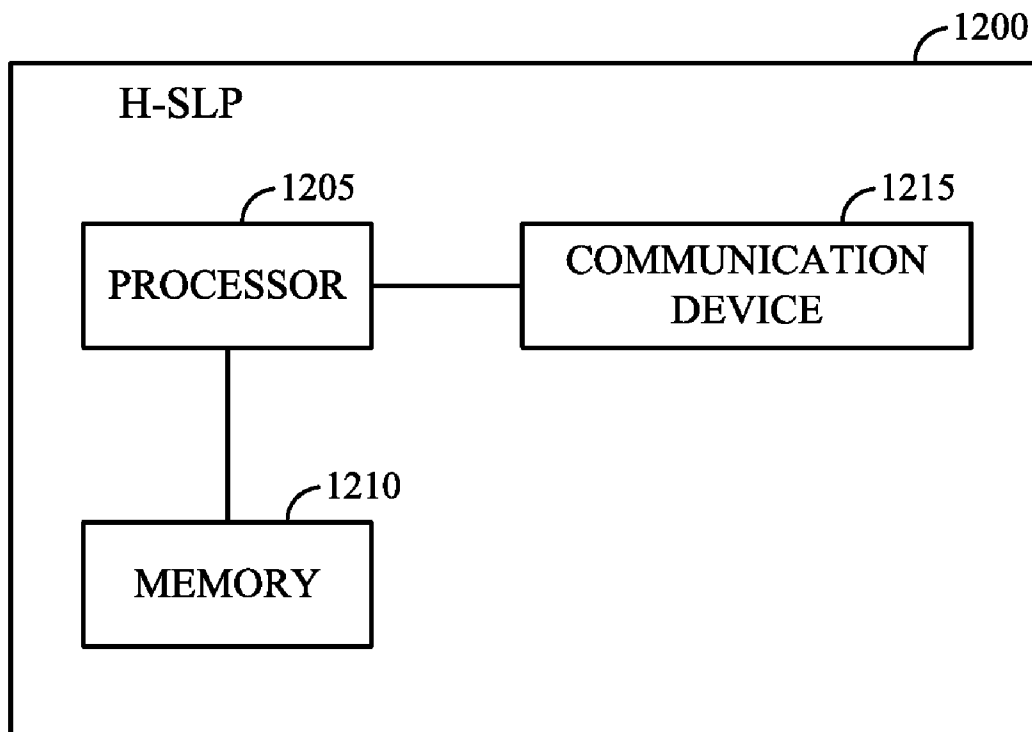 1200
H-SLP
1205
1215
PROCESSOR
COMMUNICATION
DEVICE
1210
MEMORY